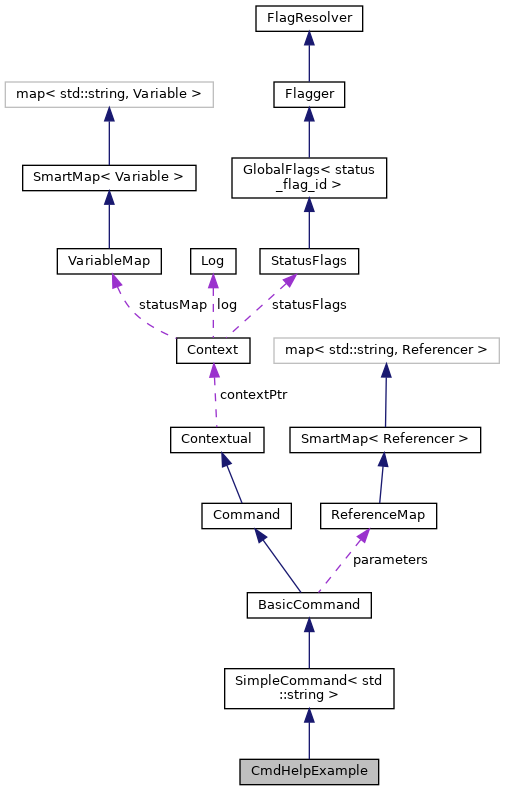 FlagResolver
map< std::string, Variable >
Flagger
SmartMap< Variable >
GlobalFlags< status
_flag_id >
VariableMap
Log
StatusFlags
statusMap
log
statusFlags
Context
map< std::string, Referencer >
contextPtr
Contextual
SmartMap< Referencer >
Command
ReferenceMap
parameters
BasicCommand
SimpleCommand< std
::string >
CmdHelpExample